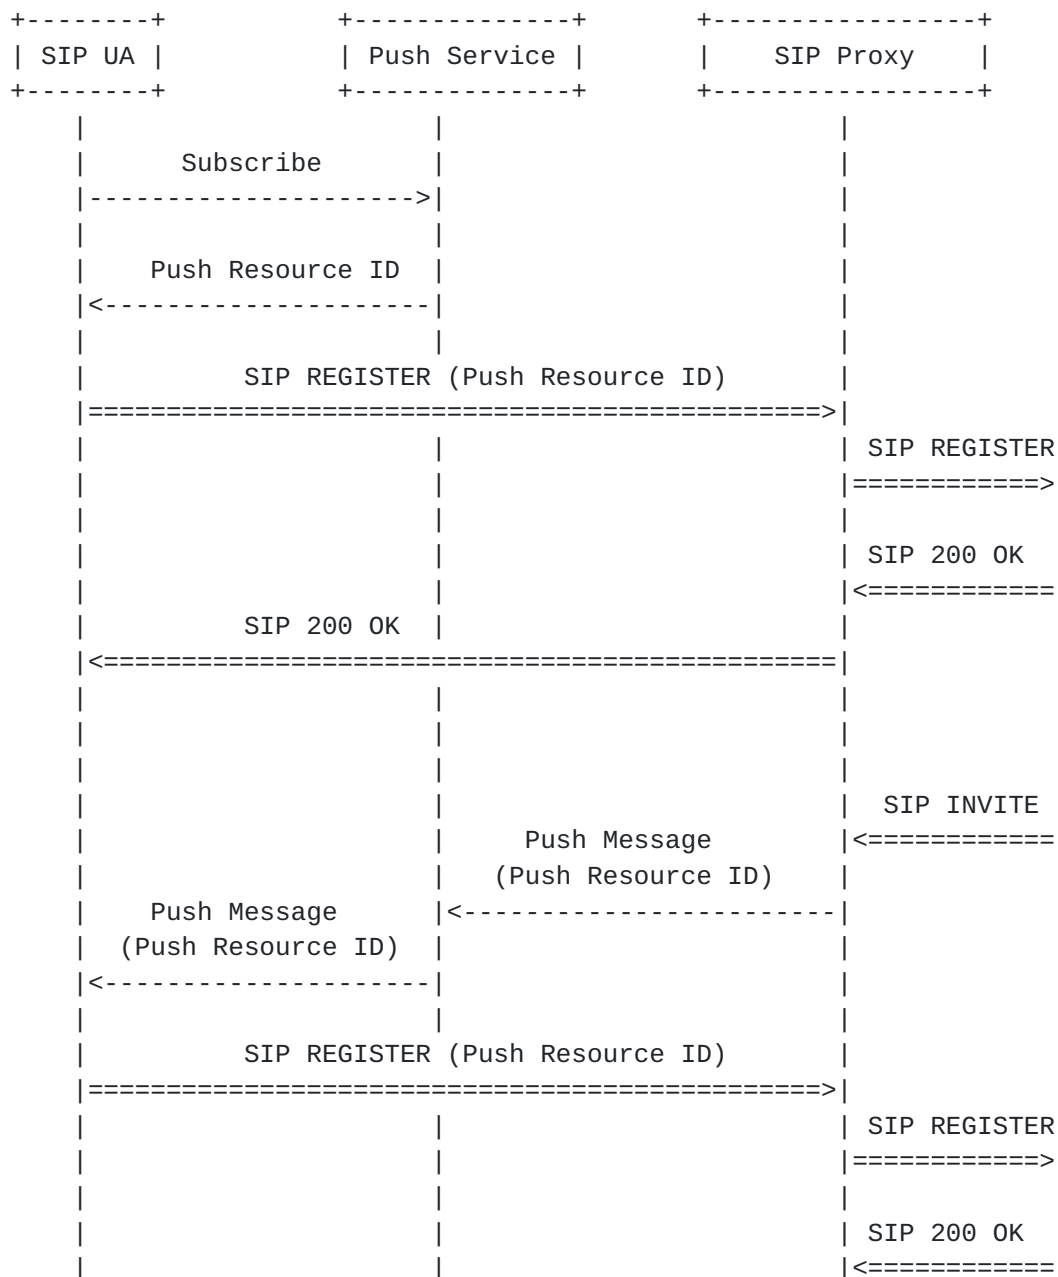 SIP UA Push Service SIP Proxy
Subscribe
Push Resource ID
SIP REGISTER (Push Resource ID)
SIP REGISTER
SIP 200 OK
SIP 200 OK
SIP INVITE
Push Message
(Push Resource ID)
Push Message
(Push Resource ID)
SIP REGISTER (Push Resource ID)
SIP REGISTER
SIP 200 OK